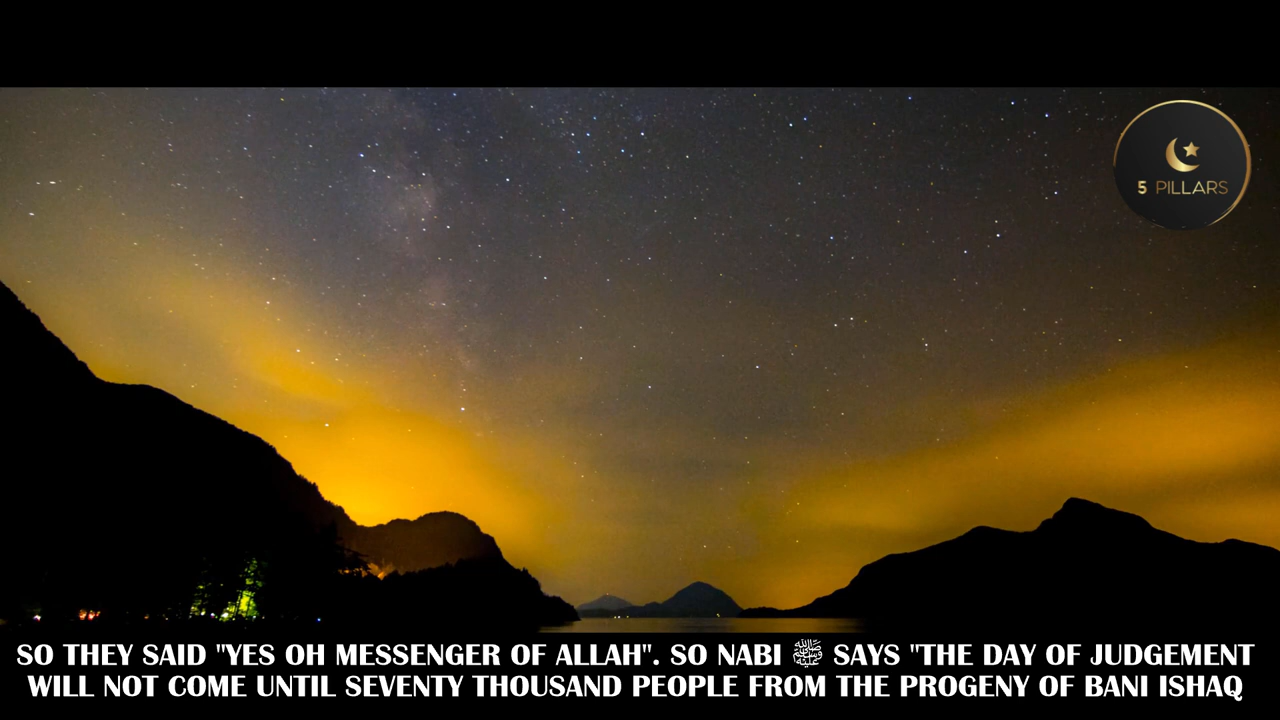 5 PILLARS
SO THEY SAID "YES OH MESSENGER OF ALLAH". SO NABI ﷺ SAYS "THE DAY OF JUDGEMENT
WILL NOT COME UNTIL SEVENTY THOUSAND PEOPLE FROM THE PROGENY OF BANI ISHAQ